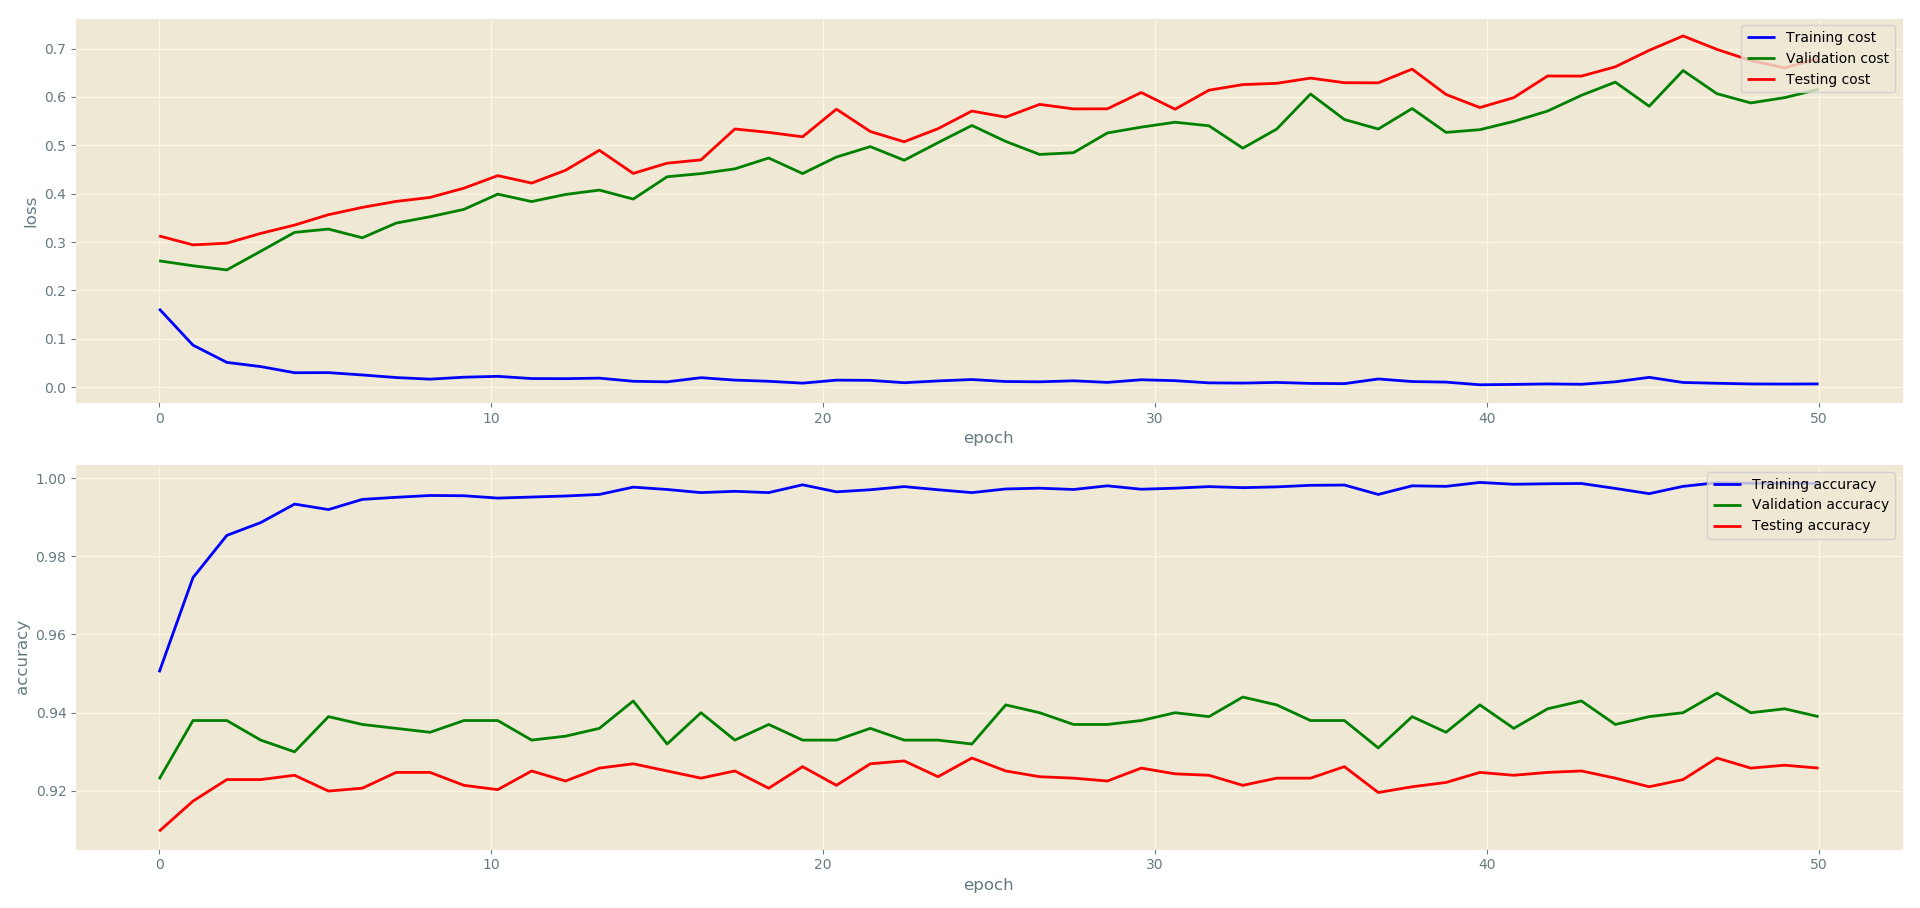 0.7
0.6
0.5
0.4
0.3
0.2
0.1
0.0
loss
Training cost
Validation cost
Testing cost
0 10 20 30 40 50
epoch
1.00
0.98
0.96
0.94
0.92
accuracy
Training accuracy
Validation accuracy
Testing accuracy
0 10 20 30 40 50
epoch